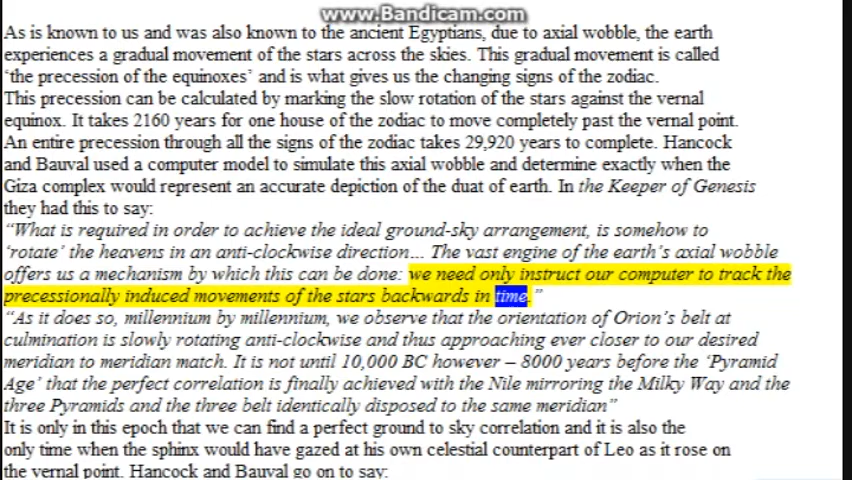 www.Bandicam.com
As is known to us and was also known to the ancient Egyptians, due to axial wobble, the earth
experiences a gradual movement of the stars across the skies. This gradual movement is called
‘the precession of the equinoxes’ and is what gives us the changing signs of the zodiac.
This precession can be calculated by marking the slow rotation of the stars against the vernal
equinox. It takes 2160 years for one house of the zodiac to move completely past the vernal point.
An entire precession through all the signs of the zodiac takes 29,920 years to complete. Hancock
and Bauval used a computer model to simulate this axial wobble and determine exactly when the
Giza complex would represent an accurate depiction of the duat of earth. In the Keeper of Genesis
they had this to say:
“What is required in order to achieve the ideal ground-sky arrangement, is somehow to
‘rotate’ the heavens in an anti-clockwise direction... The vast engine of the earth’s axial wobble
offers us a mechanism by which this can be done: we need only instruct our computer to track the
precessionally induced movements of the stars backwards in time.”
“As it does so, millennium by millennium, we observe that the orientation of Orion’s belt at
culmination is slowly rotating anti-clockwise and thus approaching ever closer to our desired
meridian to meridian match. It is not until 10,000 BC however – 8000 years before the ‘Pyramid
Age’ that the perfect correlation is finally achieved with the Nile mirroring the Milky Way and the
three Pyramids and the three belt identically disposed to the same meridian”
It is only in this epoch that we can find a perfect ground to sky correlation and it is also the
only time when the sphinx would have gazed at his own celestial counterpart of Leo as it rose on
the vernal point. Hancock and Bauval go on to say: